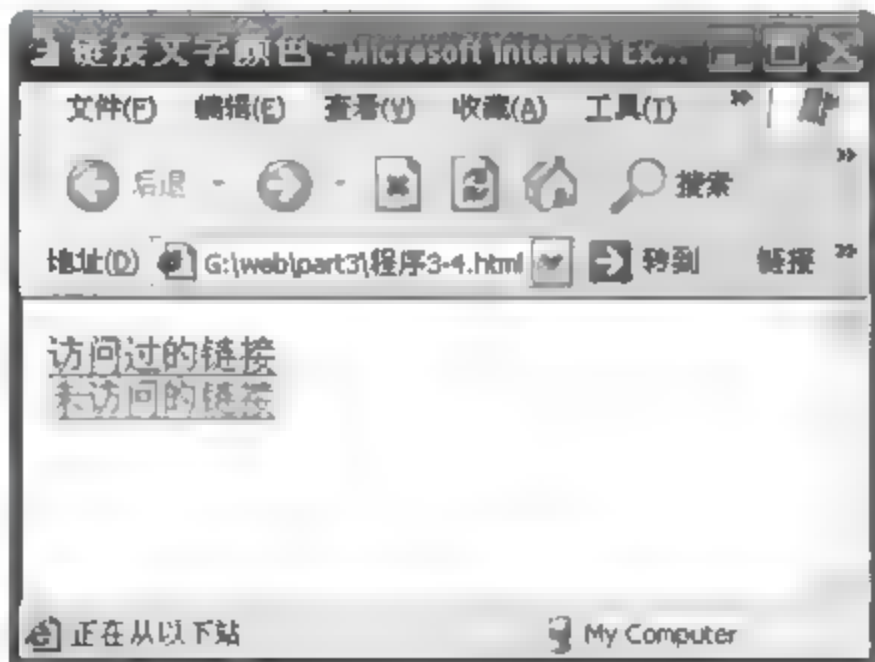 链接文字颜色 - Microsoft Internet Ex...
文件(F) 编辑(E) 查看(V) 收藏(A) 工具(T) »
后退 搜索 »
地址(D) G:\web\part3\程序3-4.html 转到 链接 »
访问过的链接
未访问的链接
正在从以下站 My Computer